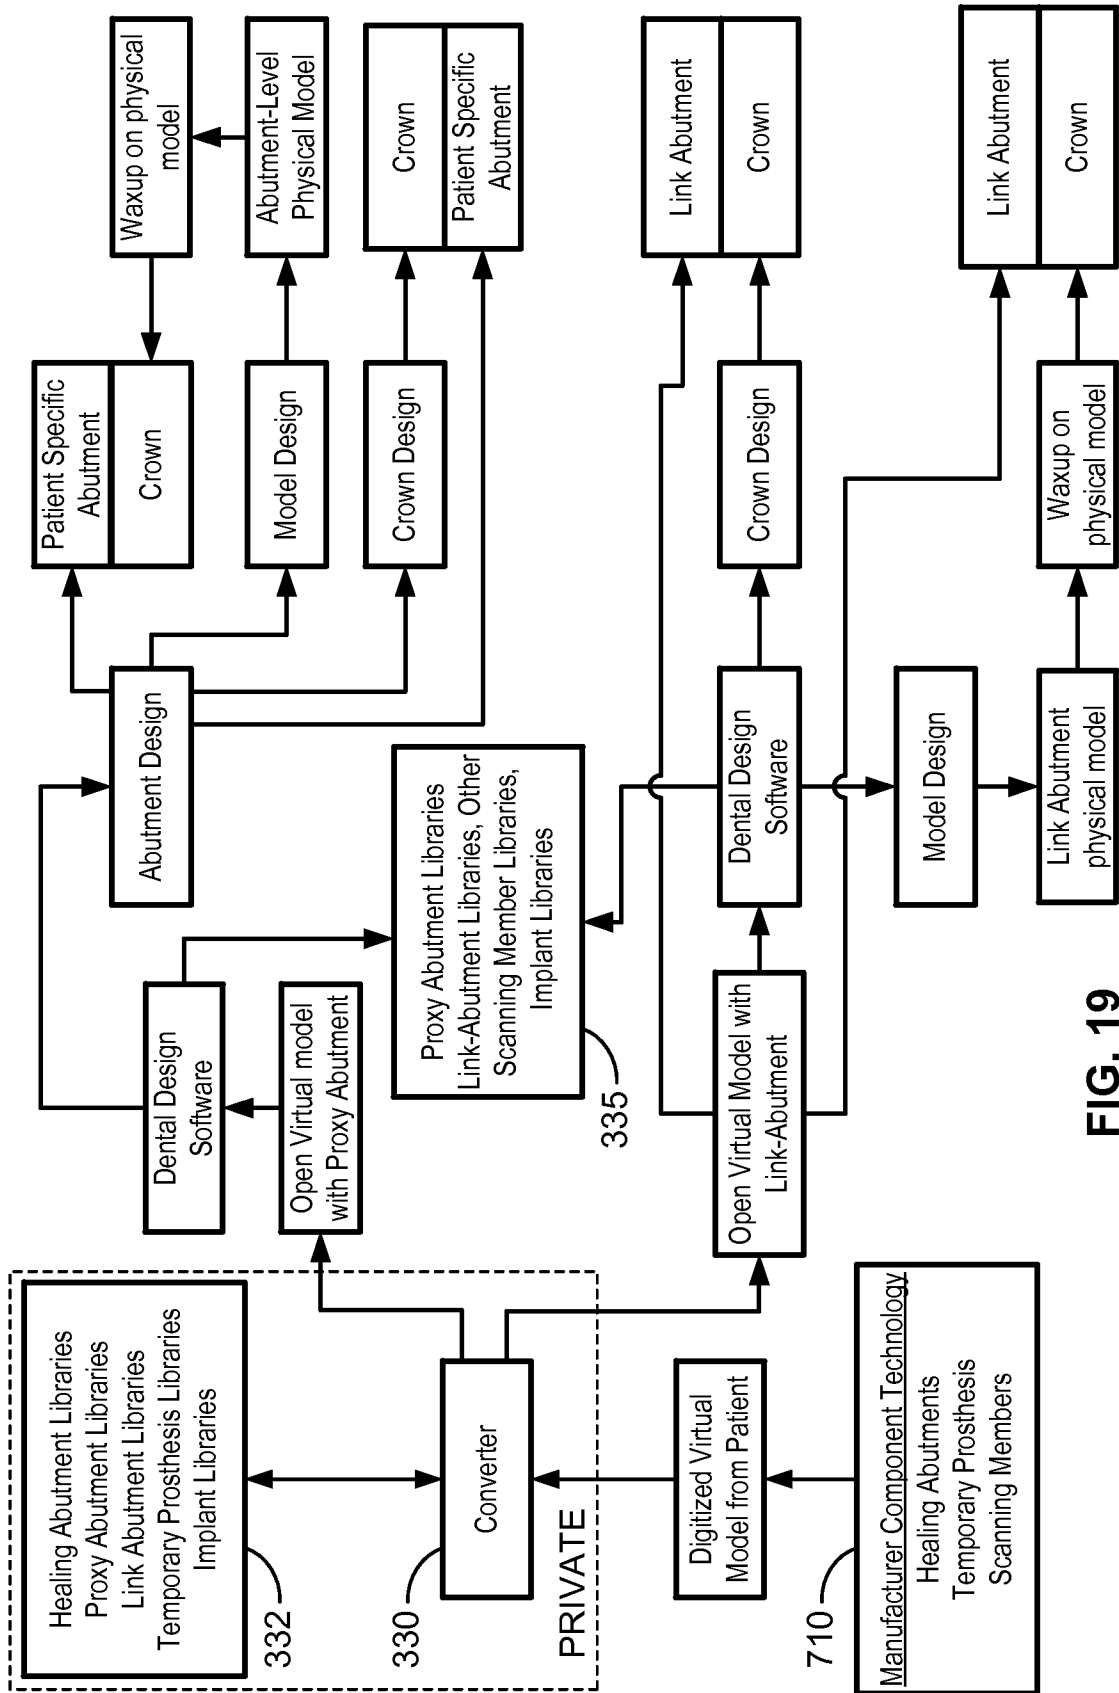 Healing Abutment Libraries
Proxy Abutment Libraries
Link Abutment Libraries
Temporary Prosthesis Libraries
Implant Libraries
332
Converter
330
PRIVATE
Digitized Virtual
Model from Patient
Manufacturer Component Technology
Healing Abutments
Temporary Prosthesis
Scanning Members
710
Dental Design
Software
Open Virtual model
with Proxy Abutment
Proxy Abutment Libraries
Link-Abutment Libraries, Other
Scanning Member Libraries,
Implant Libraries
335
Open Virtual Model with
Link-Abutment
Abutment Design
Dental Design
Software
Model Design
Link Abutment
physical model
Patient Specific
Abutment
Crown
Model Design
Crown Design
Crown Design
Waxup on
physical model
Waxup on physical
model
Abutment-Level
Physical Model
Crown
Patient Specific
Abutment
Link Abutment
Crown
Link Abutment
Crown
FIG. 19